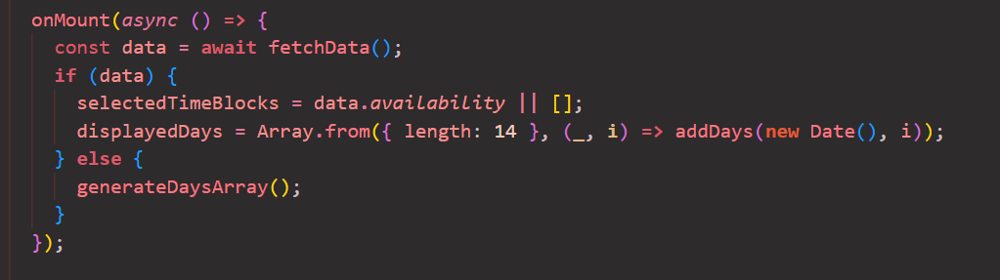 onMount(async () => {
  const data = await fetchData();
  if (data) {
    selectedTimeBlocks = data.availability || [];
    displayedDays = Array.from({ length: 14 }, (_, i) => addDays(new Date(), i));
  } else {
    generateDaysArray();
  }
});